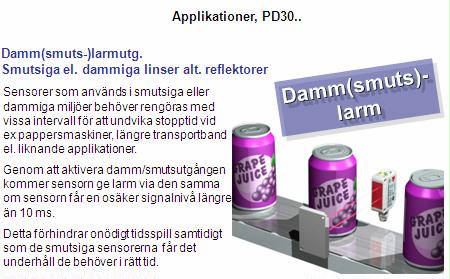 Applikationer, PD30..
Damm(smuts-)larmutg.
Smutsiga el. dammiga linser alt. reflektorer
Sensorer som används i smutsiga eller
dammiga miljöer behöver rengöras med
vissa intervall för att undvika stopptid vid
ex pappersmaskiner, längre transportband
el. liknande applikationer.
Genom att aktivera damm/smutsutgången
kommer sensorn ge larm via den samma
om sensorn får en osäker signalnivå längre
än 10 ms.
Detta förhindrar onödigt tidsspill samtidigt
som de smutsiga sensorerna får det
underhåll de behöver i rätt tid.
Damm(smuts)-
larm
GRAPE
JUICE
GRAPE
JUICE
GRAPE
JUICE